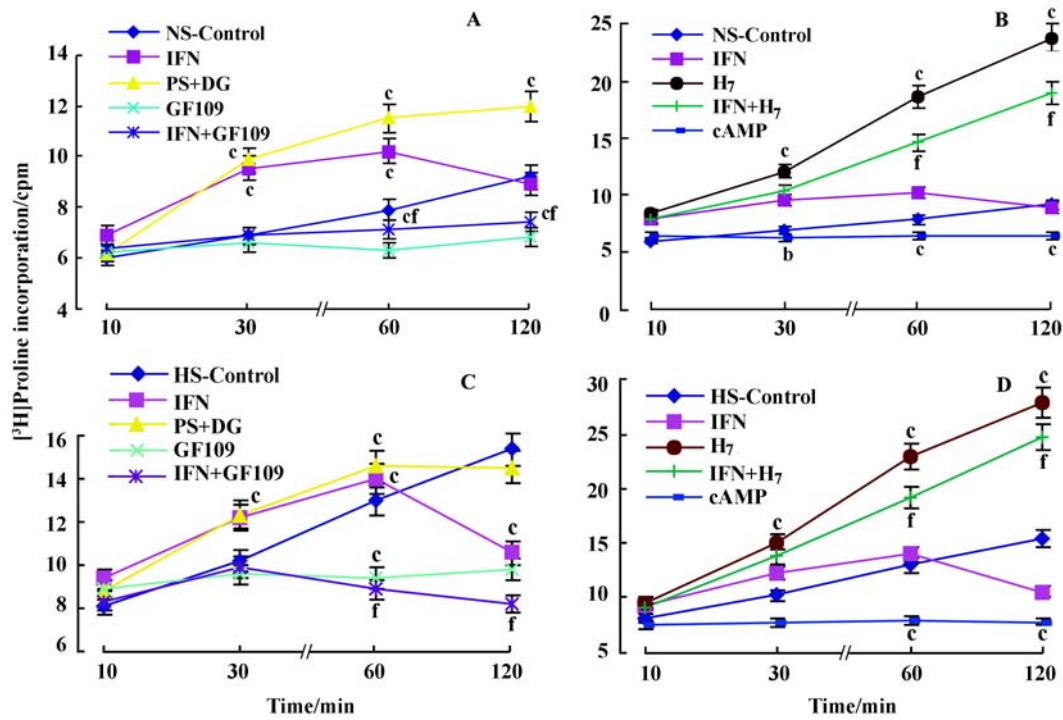 A
NS-Control
IFN
PS+DG
GF109
IFN+GF109
14
12
10
8
6
4
c
c
c
c
c
cf
cf
10
30
60
120
B
NS-Control
IFN
H₇
IFN+H₇
cAMP
25
20
15
10
5
0
c
c
c
f
f
b
c
c
10
30
60
120
[³H]Proline incorporation/cpm
C
HS-Control
IFN
PS+DG
GF109
IFN+GF109
16
14
12
10
8
6
c
c
c
c
c
f
f
10
30
60
120
Time/min
D
HS-Control
IFN
H₇
IFN+H₇
cAMP
30
25
20
15
10
5
c
c
c
f
f
c
c
10
30
60
120
Time/min